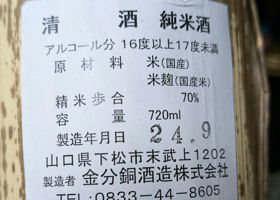 清酒 純米酒
アルコール分 16度以上17度未満
原材料 米(国産)
米麹(国産米)
精米歩合 70%
容量 720ml
製造年月日 24.9
山口県下松市末武上1202
製造者 金分銅酒造株式会社
TEL 0833-44-8605